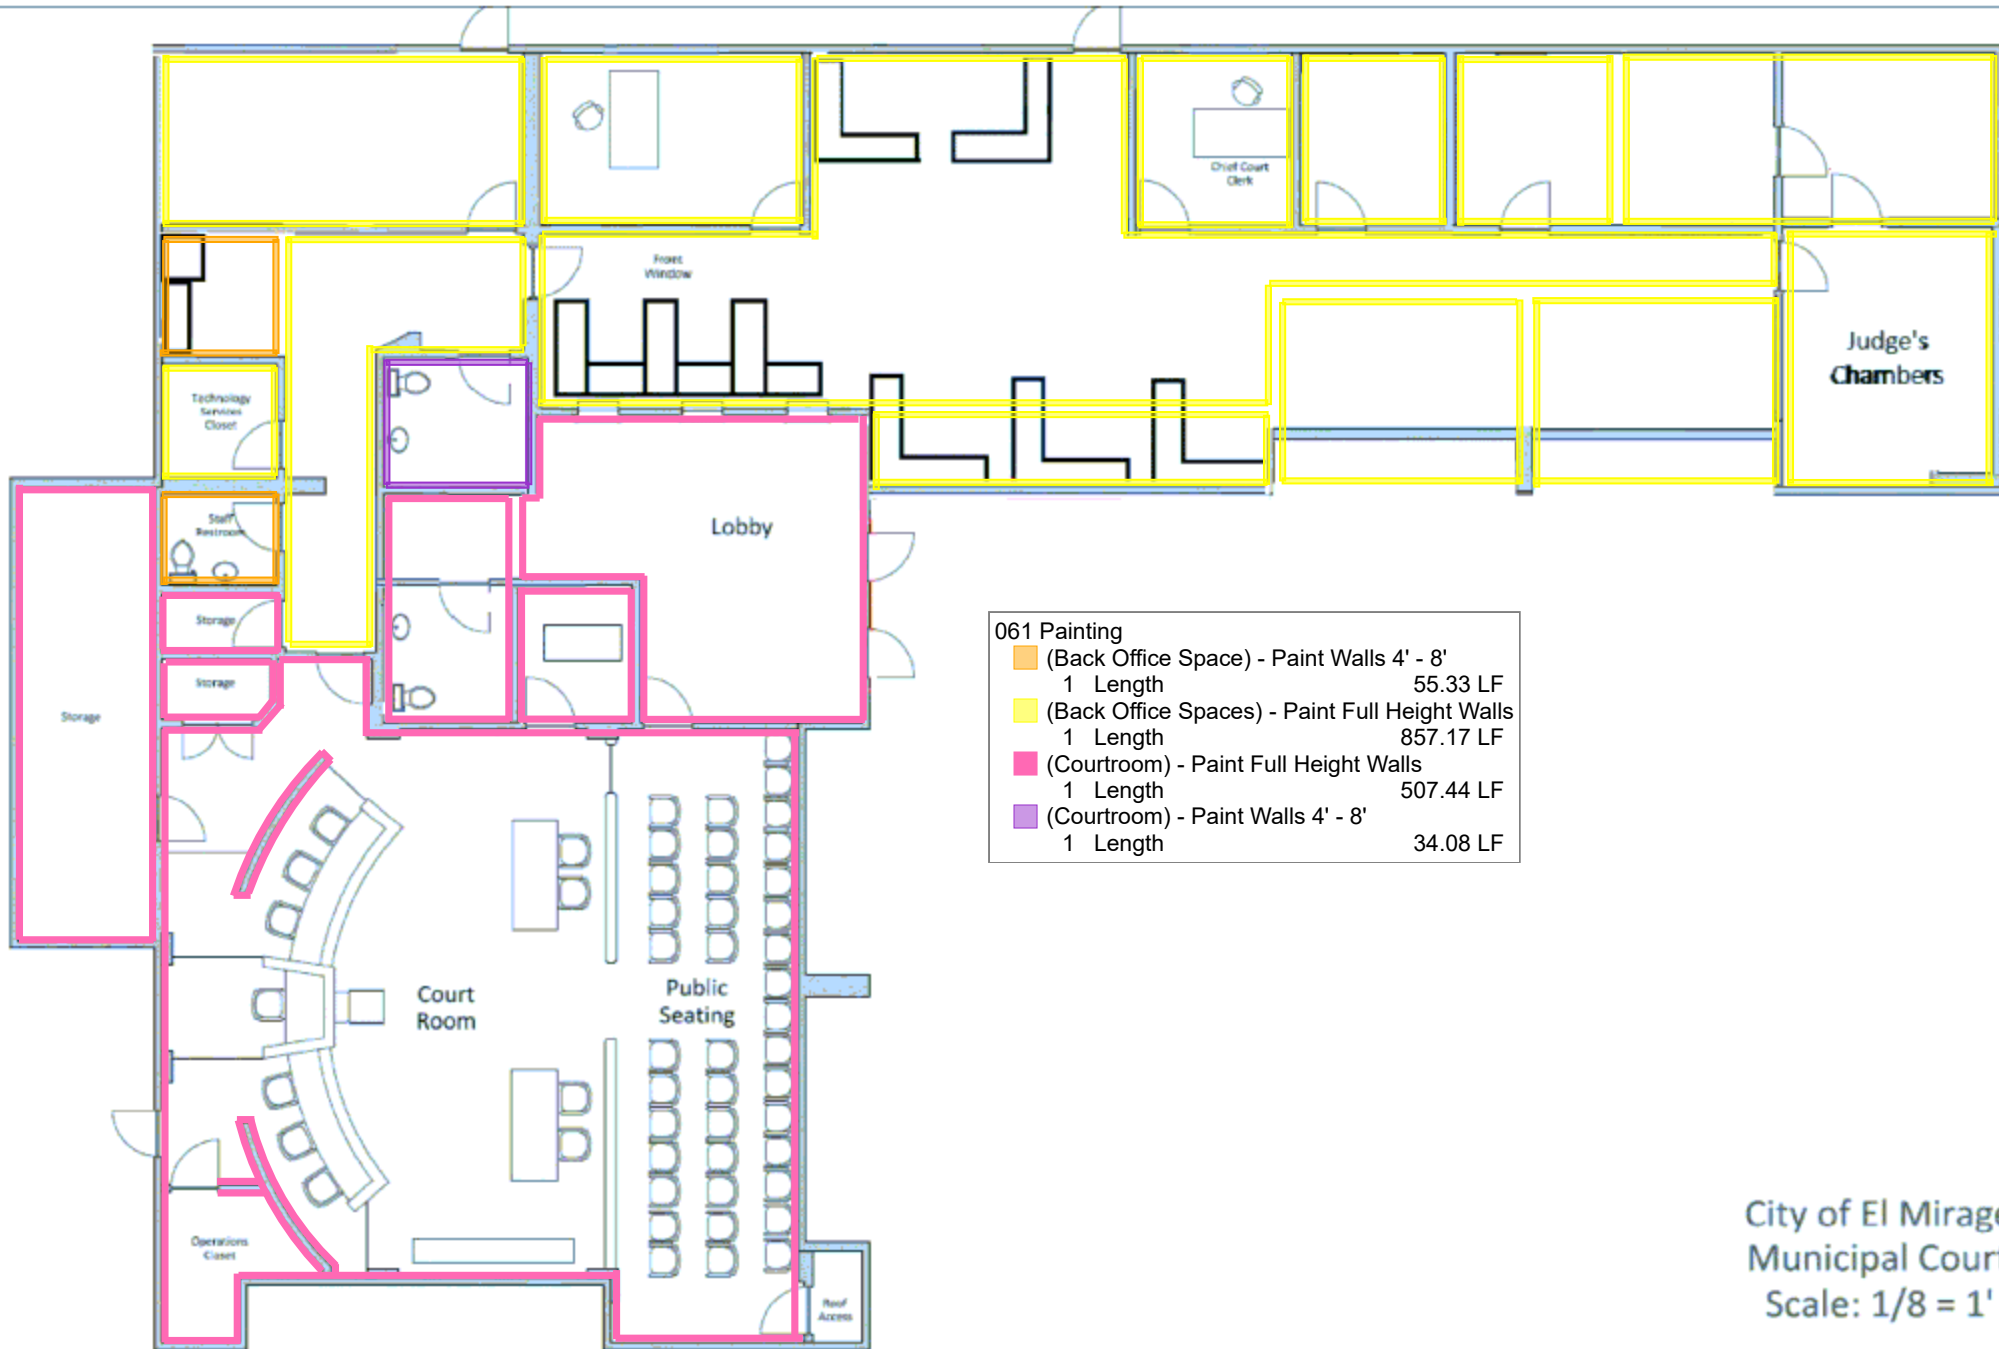 Chief Court
Clerk
Front
Window
Judge's
Chambers
Technology
Services
Closet
Staff
Restroom
Lobby
Storage
Storage
Storage
061 Painting
(Back Office Space) - Paint Walls 4' - 8'
1 Length 55.33 LF
(Back Office Spaces) - Paint Full Height Walls
1 Length 857.17 LF
(Courtroom) - Paint Full Height Walls
1 Length 507.44 LF
(Courtroom) - Paint Walls 4' - 8'
1 Length 34.08 LF
Court
Room
Public
Seating
Operations
Closet
Roof
Access
City of El Mirage
Municipal Court
Scale: 1/8 = 1'